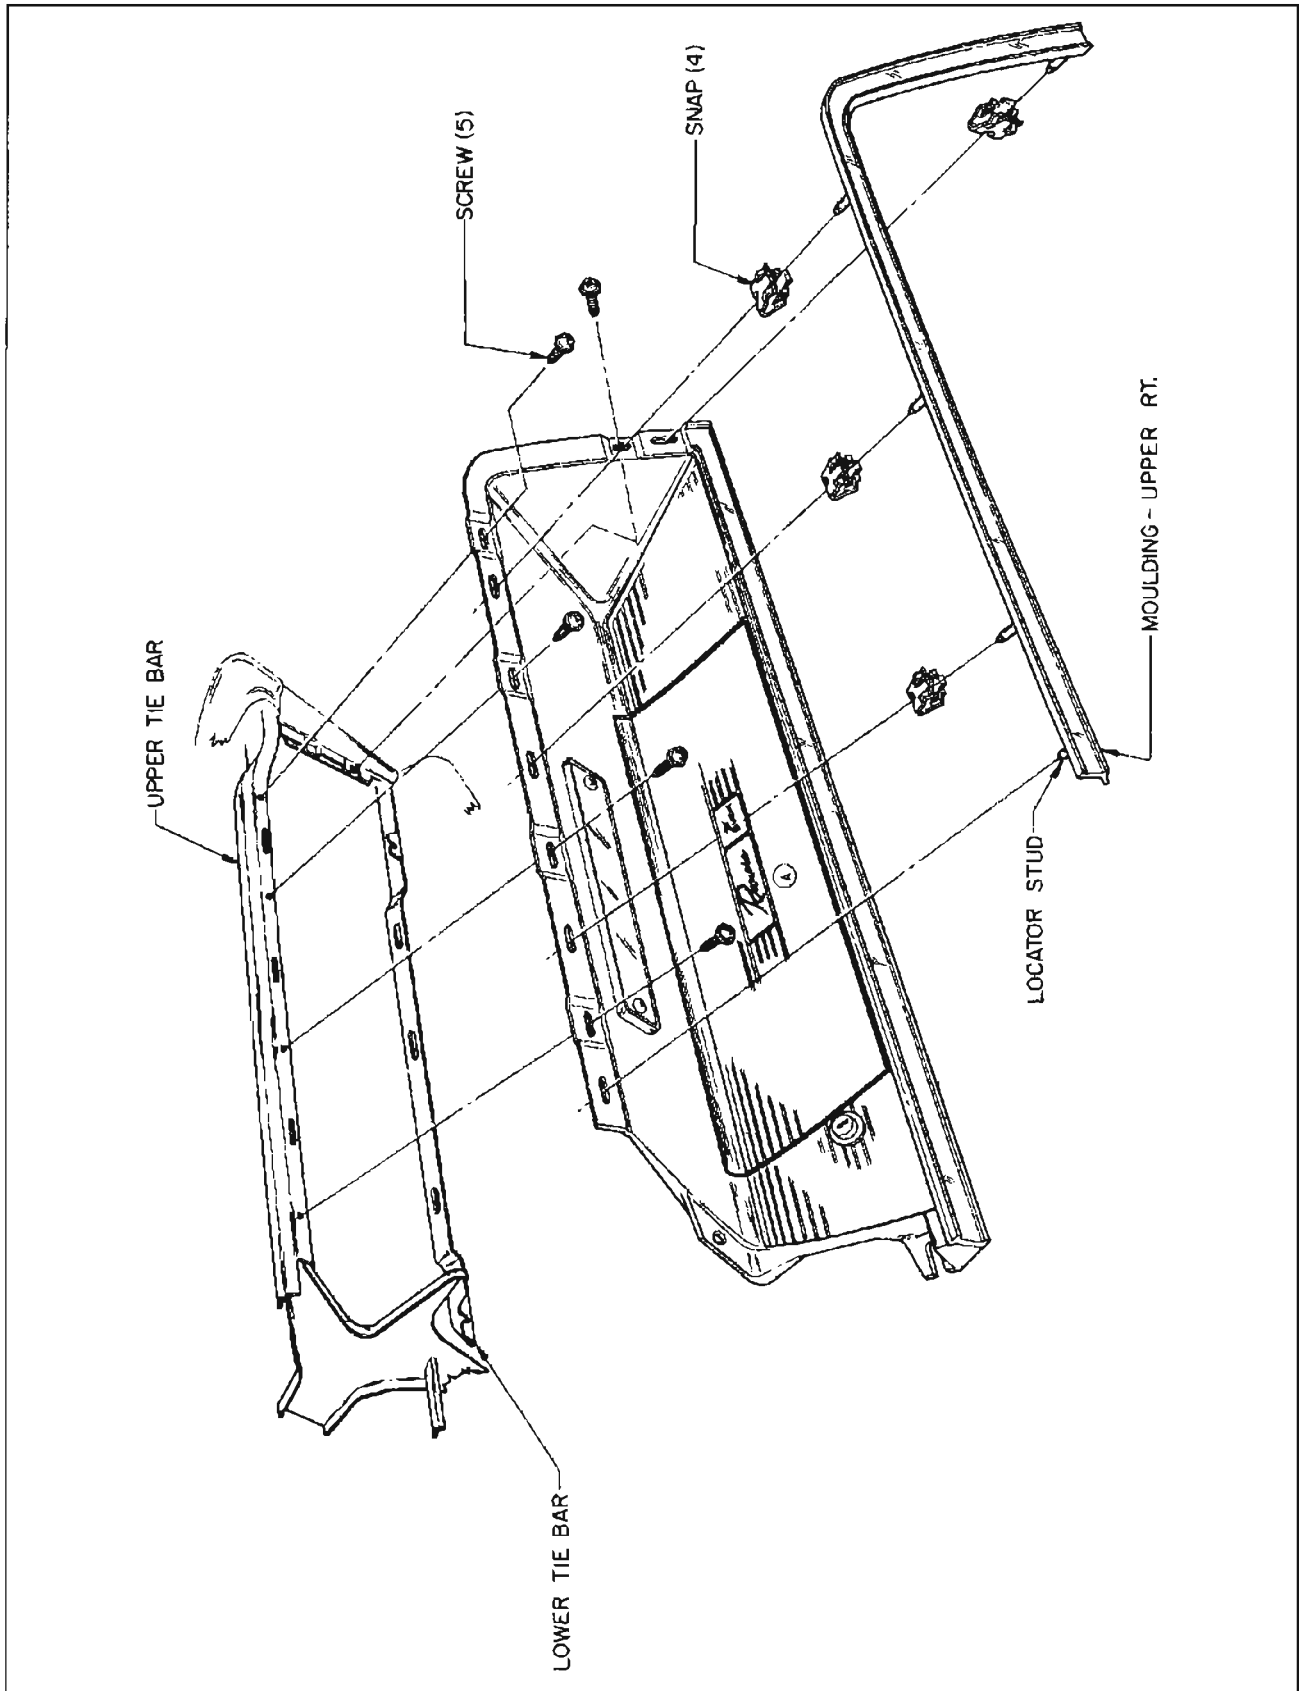 UPPER TIE BAR
SCREW (5)
SNAP (4)
LOWER TIE BAR
LOCATOR STUD
MOULDING - UPPER RT.
A